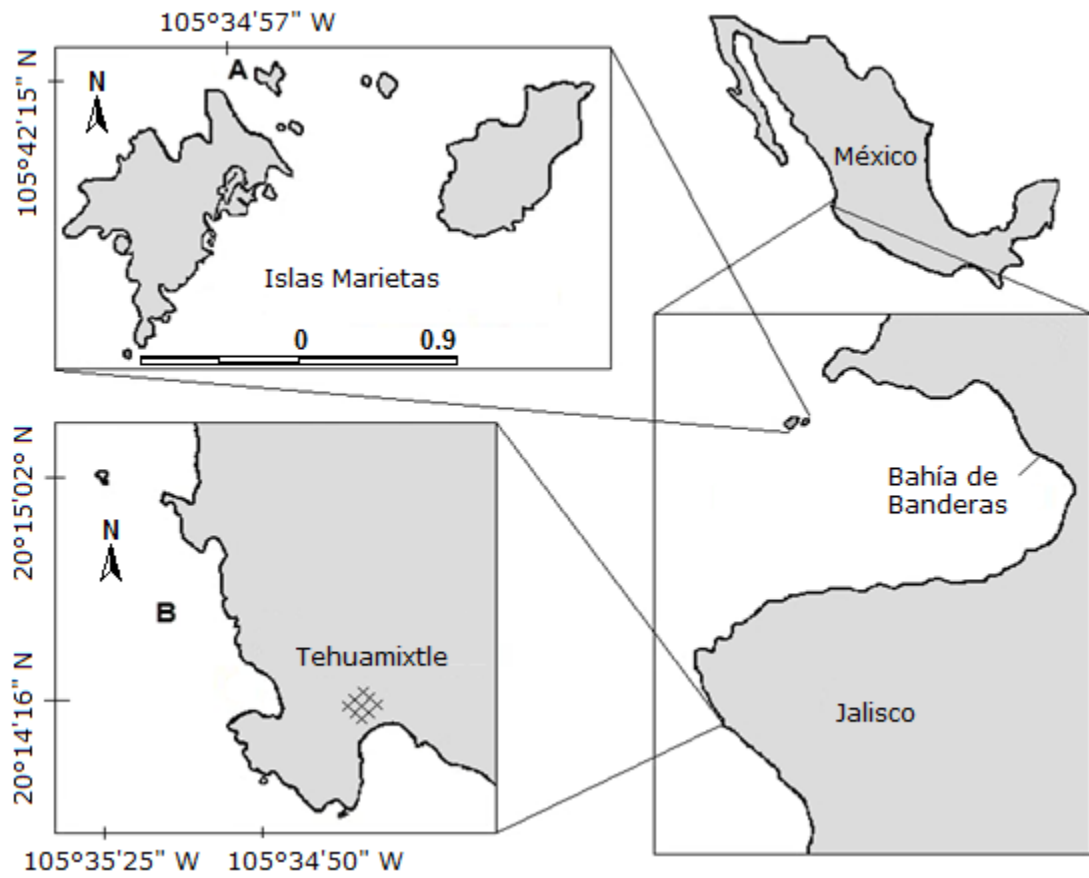 105°34'57" W
A
N
105°42'15" N
Islas Marietas
0
0.9
México
Bahía de
Banderas
Jalisco
20°15'02° N
N
B
Tehuamixtle
20°14'16" N
105°35'25" W
105°34'50" W